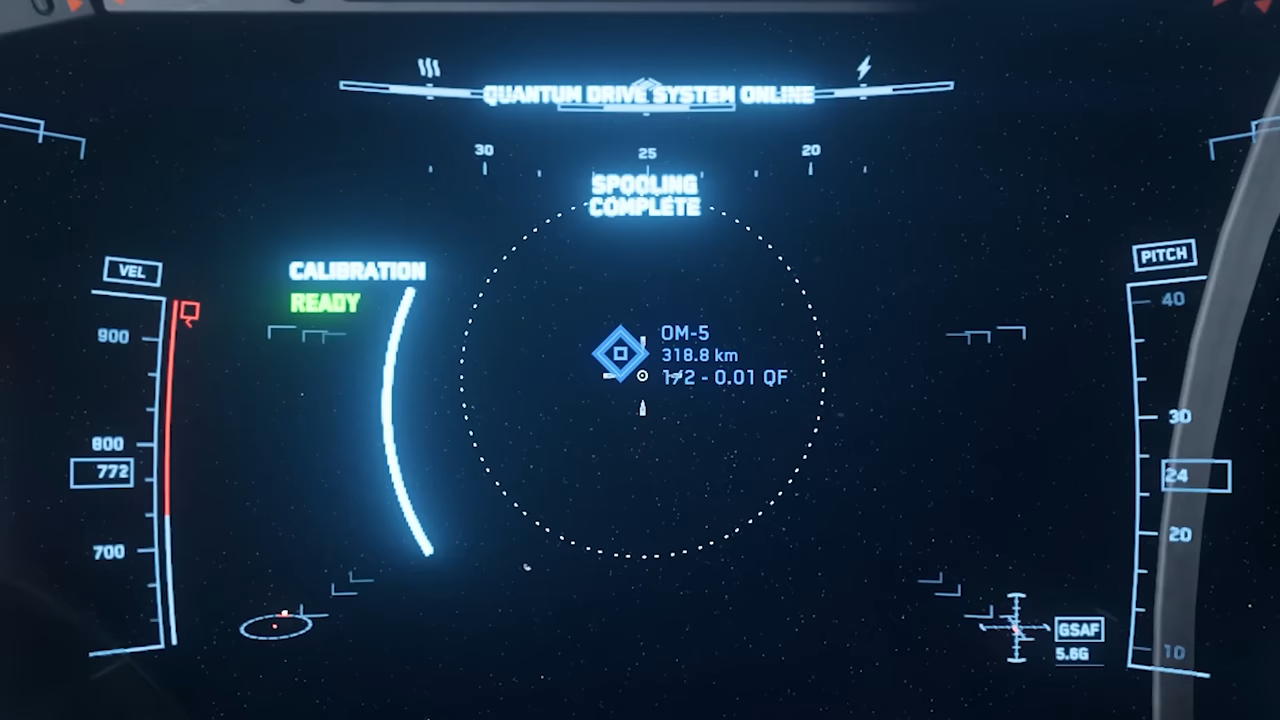 QUANTUM DRIVE SYSTEM ONLINE
30 25 20
SPOOLING
COMPLETE
VEL
PITCH
CALIBRATION
READY
40
900
OM-5
318.8 km
172 - 0.01 QF
30
800
772
24
700
20
GSAF
5.6G
10